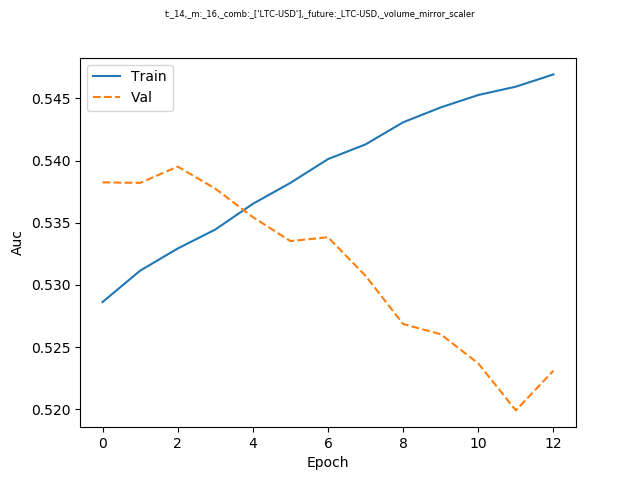 t:_14,_m:_16,_comb:_['LTC-USD'],_future:_LTC-USD,_volume_mirror_scaler
Train
Val
0.545
0.540
0.535
0.530
0.525
0.520
Auc
0 2 4 6 8 10 12
Epoch